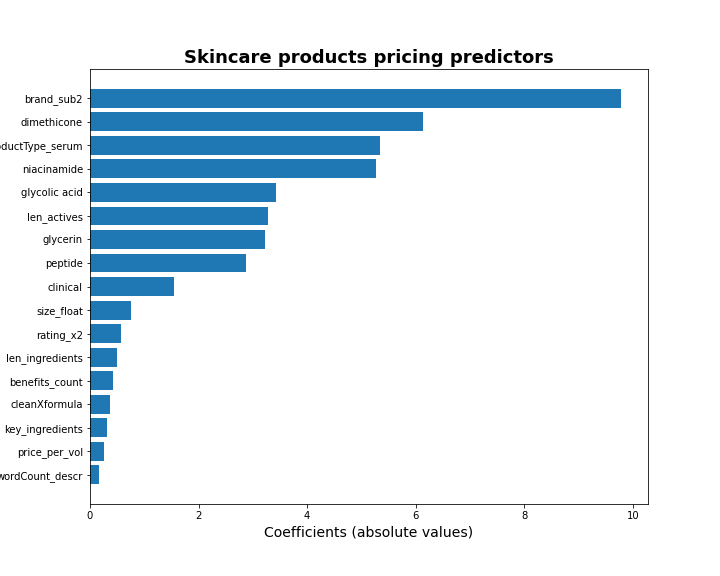 Skincare products pricing predictors
brand_sub2
dimethicone
oductType_serum
niacinamide
glycolic acid
len_actives
glycerin
peptide
clinical
size_float
rating_x2
len_ingredients
benefits_count
cleanXformula
key_ingredients
price_per_vol
wordCount_descr
0 2 4 6 8 10
Coefficients (absolute values)